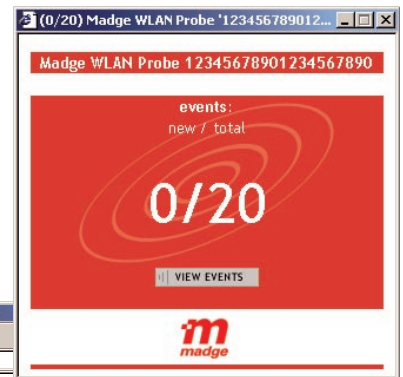 (0/20) Madge WLAN Probe '123456789012...
Madge WLAN Probe 12345678901234567890
events:
new / total
0/20
VIEW EVENTS
m
madge